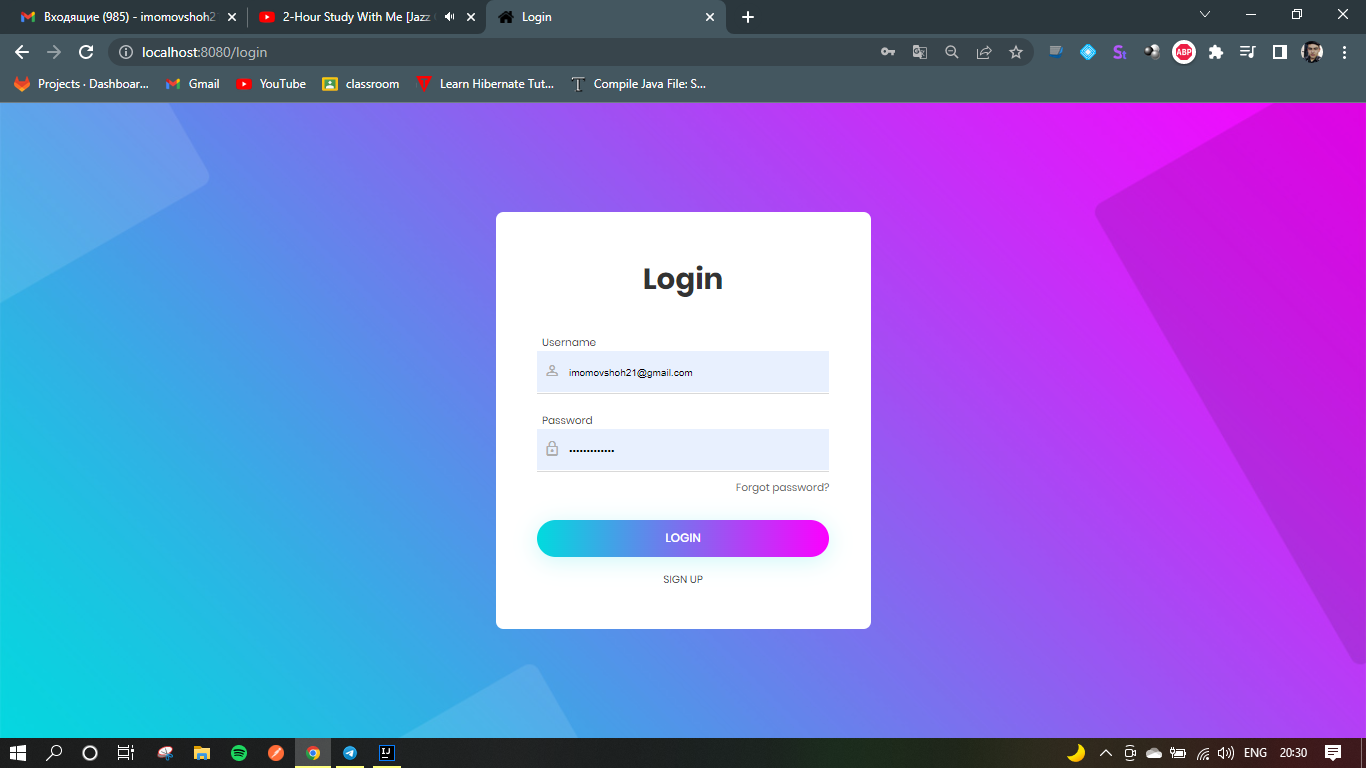 Входящие (985) - imomovshoh2
2-Hour Study With Me [Jazz
Login
localhost:8080/login
ABP
Projects · Dashboar...
Gmail
YouTube
classroom
Learn Hibernate Tut...
Compile Java File: S...
Login
Username
imomovshoh21@gmail.com
Password
Forgot password?
LOGIN
SIGN UP
ENG
20:30